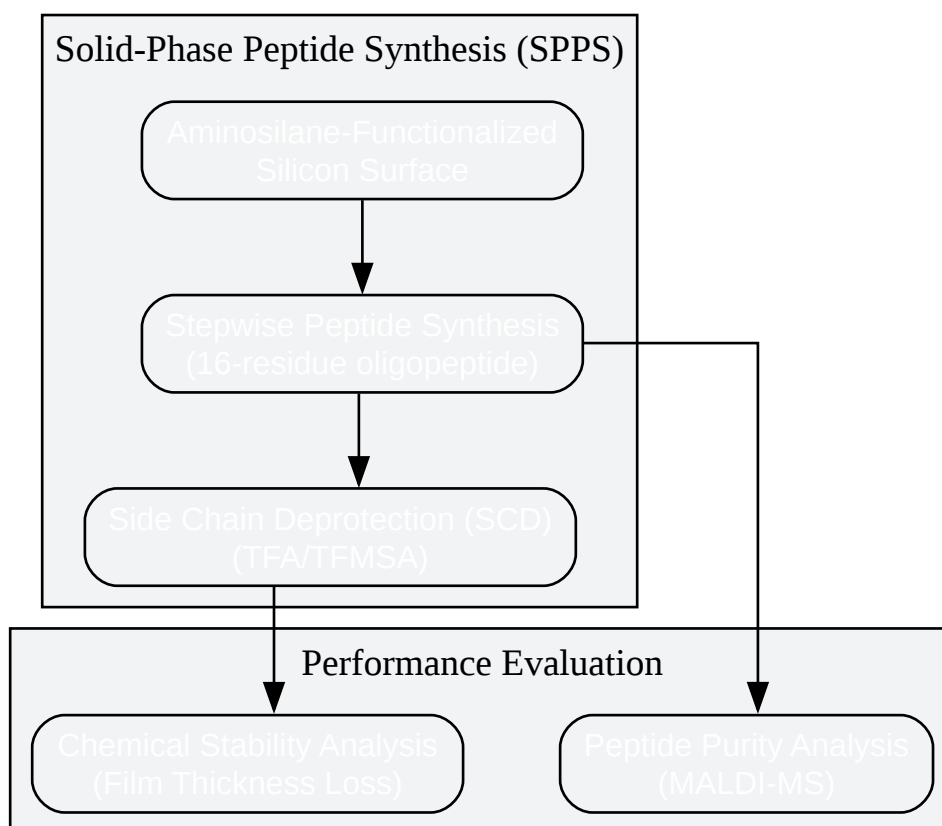 Solid-Phase Peptide Synthesis (SPPS)
Aminosilane-Functionalized
Silicon Surface
Stepwise Peptide Synthesis
(16-residue oligopeptide)
Side Chain Deprotection (SCD)
(TFA/TFMSA)
Performance Evaluation
Chemical Stability Analysis
(Film Thickness Loss)
Peptide Purity Analysis
(MALDI-MS)